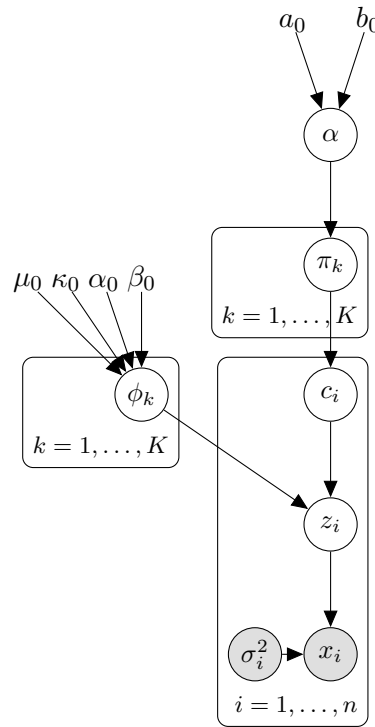 a₀ b₀
α
πₖ
k = 1, . . . , K
μ₀ κ₀ α₀ β₀
ϕₖ
k = 1, . . . , K
cᵢ
zᵢ
σᵢ² xᵢ
i = 1, . . . , n